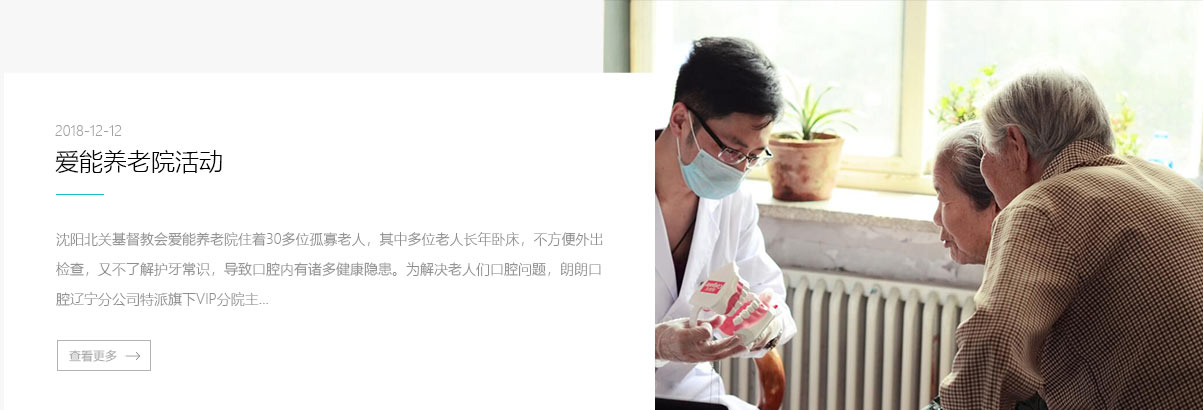 2018-12-12
爱能养老院活动
沈阳北关基督教会爱能养老院住着30多位孤寡老人，其中多位老人长年卧床，不方便外出
检查，又不了解护牙常识，导致口腔内有诸多健康隐患。为解决老人们口腔问题，朗朗口
腔辽宁分公司特派旗下VIP分院主...
查看更多 →